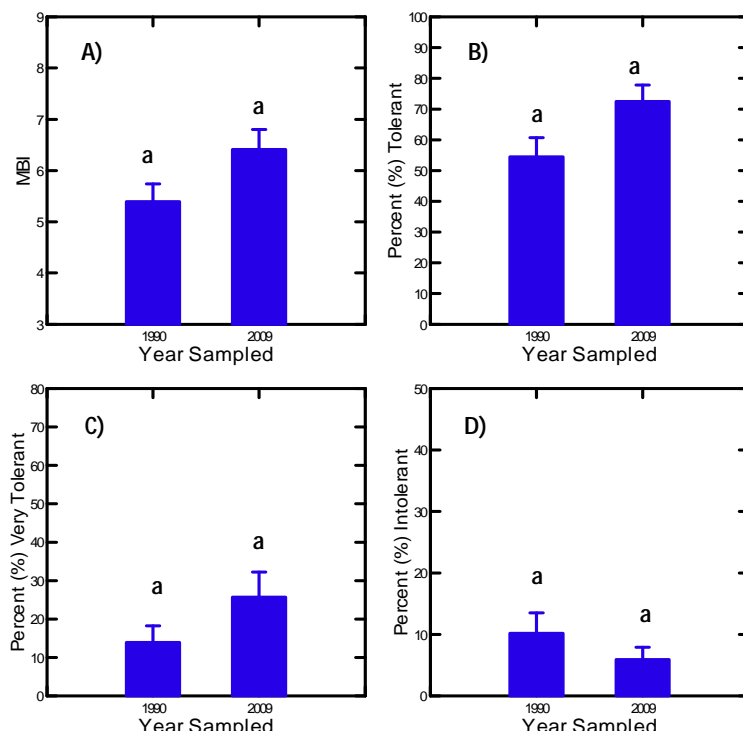 A)
a
a
MBI
9
8
7
6
5
4
3
1990
2009
Year Sampled
B)
a
a
Percent (%) Tolerant
100
90
80
70
60
50
40
30
20
10
0
1990
2009
Year Sampled
C)
a
a
Percent (%) Very Tolerant
80
70
60
50
40
30
20
10
0
1990
2009
Year Sampled
D)
a
a
Percent (%) Intolerant
50
40
30
20
10
0
1990
2009
Year Sampled